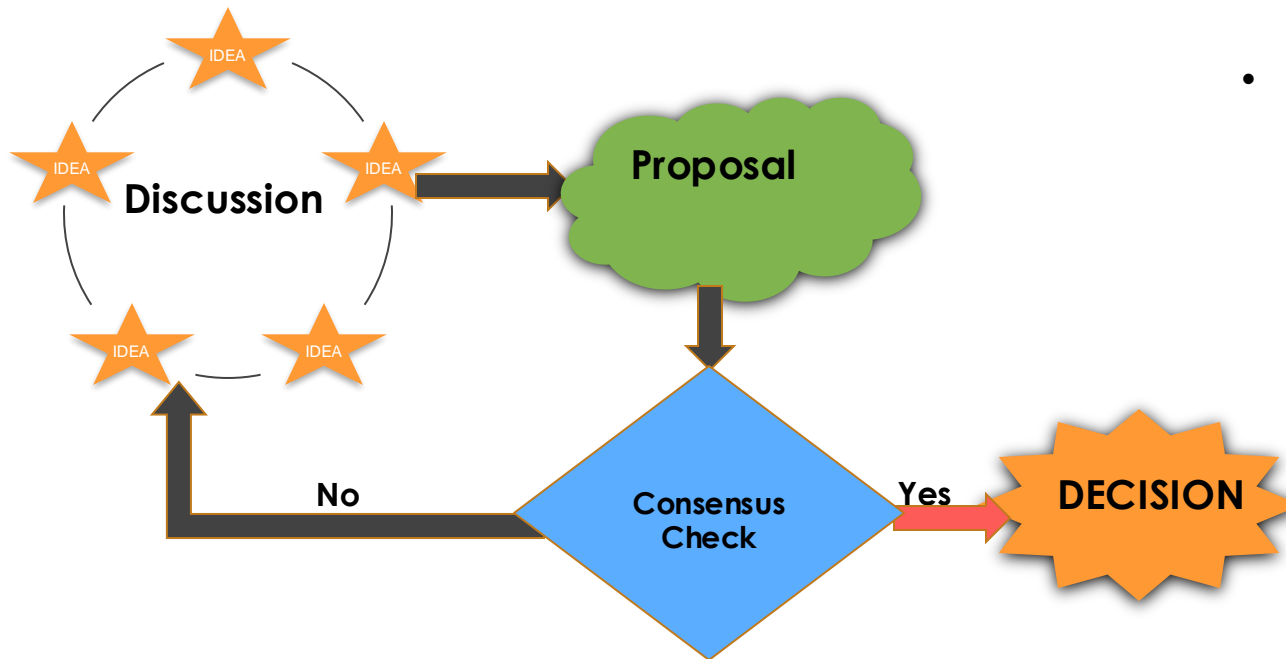 IDEA
IDEA
IDEA
Discussion
IDEA
IDEA
Proposal
•
No
Consensus
Check
Yes
DECISION